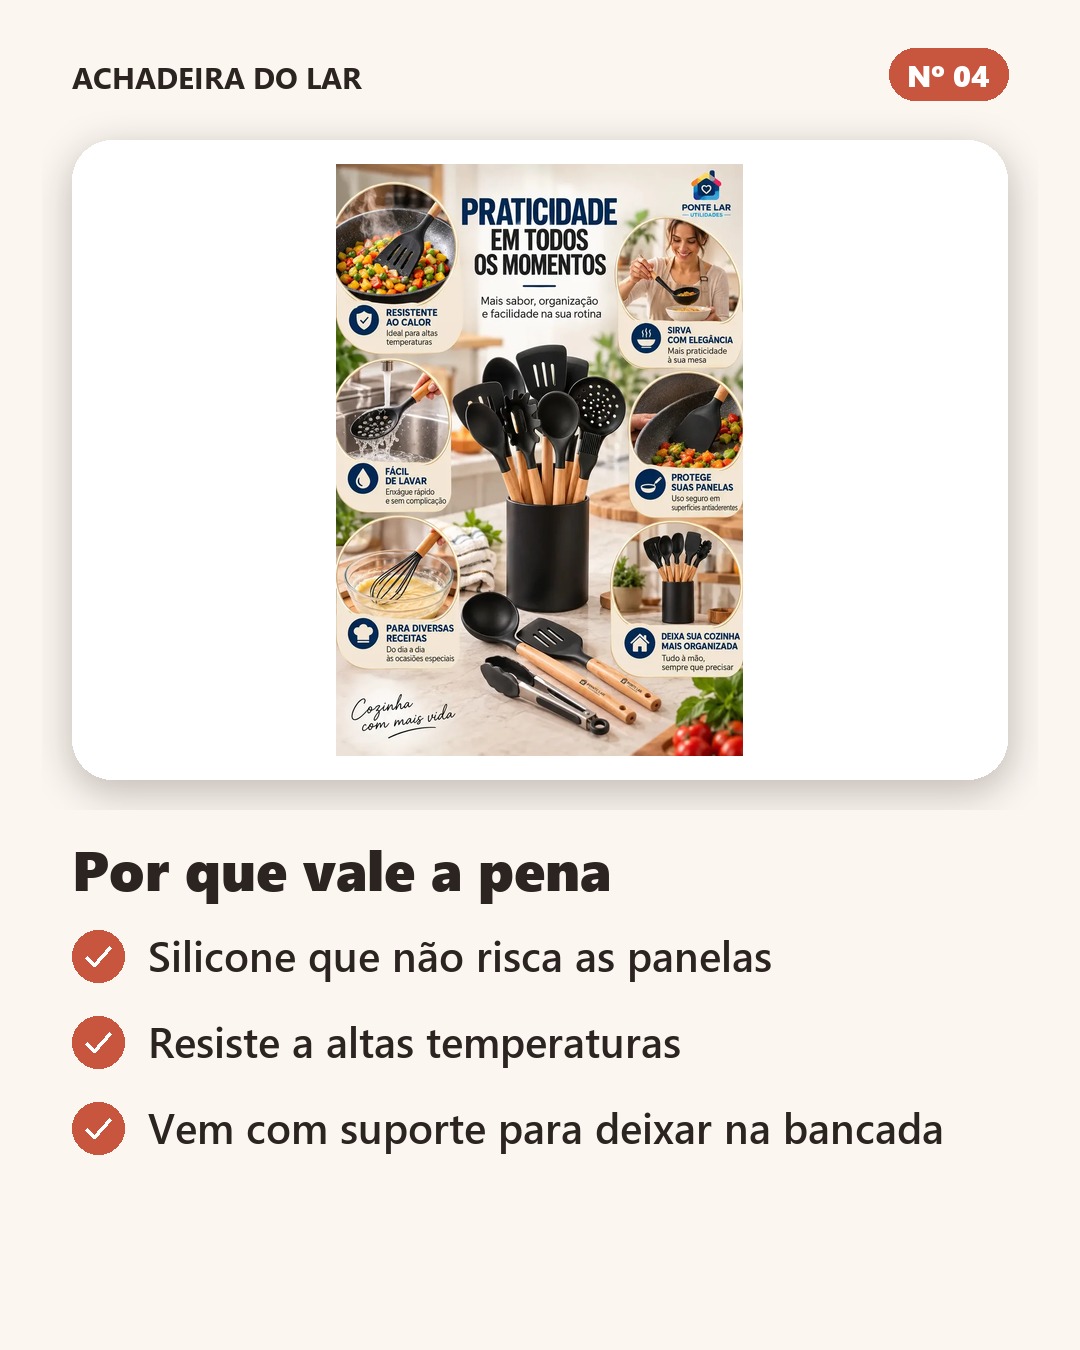 ACHADEIRA DO LAR
Nº 04
PRATICIDADE
EM TODOS
OS MOMENTOS
Mais sabor, organização
e facilidade na sua rotina
PONTE LAR
UTILIDADES
RESISTENTE
AO CALOR
Ideal para altas
temperaturas
SIRVA
COM ELEGÂNCIA
Mais praticidade
à sua mesa
FÁCIL
DE LAVAR
Enxágue rápido
e sem complicação
PROTEGE
SUAS PANELAS
Uso seguro em
superfícies antiaderentes
PARA DIVERSAS
RECEITAS
Do dia a dia
às ocasiões especiais
DEIXA SUA COZINHA
MAIS ORGANIZADA
Tudo à mão,
sempre que precisar
Cozinha
com mais vida
Por que vale a pena
Silicone que não risca as panelas
Resiste a altas temperaturas
Vem com suporte para deixar na bancada